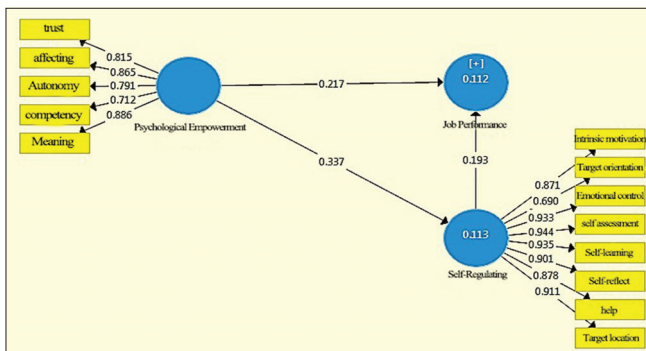 trust
affecting
Autonomy
competency
Meaning
0.815
0.865
0.791
0.712
0.886
Psychological Empowerment
0.217
0.337
[+]
0.112
Job Performance
0.193
0.113
Self-Regulating
0.871
0.690
0.933
0.944
0.935
0.901
0.878
0.911
Intrinsic motivation
Target orientation
Emotional control
self assessment
Self-learning
Self-reflect
help
Target location